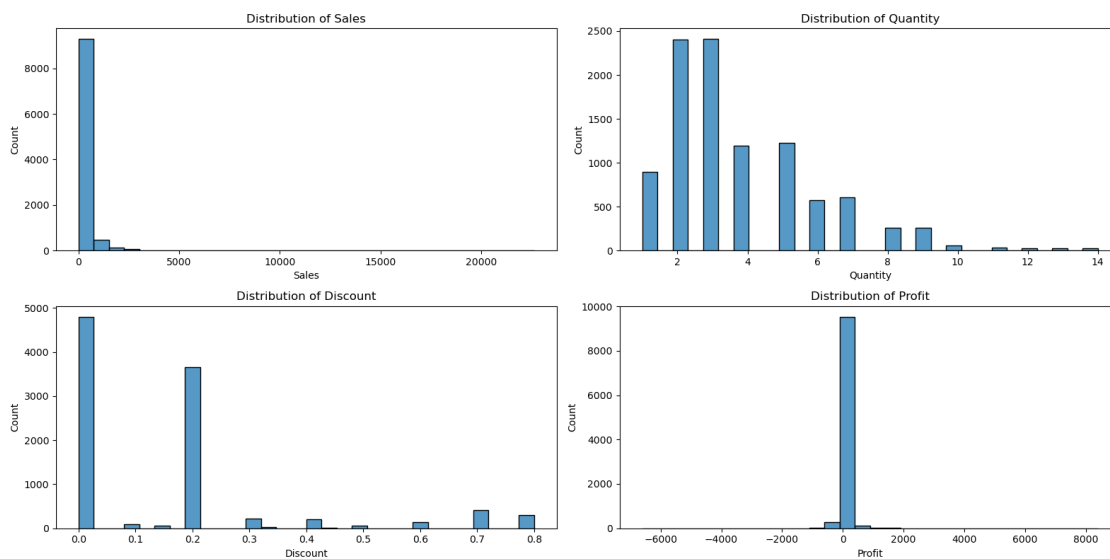 Distribution of Sales
Count
8000
6000
4000
2000
0
0 5000 10000 15000 20000
Sales
Distribution of Quantity
Count
2500
2000
1500
1000
500
0
2 4 6 8 10 12 14
Quantity
Distribution of Discount
Count
5000
4000
3000
2000
1000
0
0.0 0.1 0.2 0.3 0.4 0.5 0.6 0.7 0.8
Discount
Distribution of Profit
Count
10000
8000
6000
4000
2000
0
−6000 −4000 −2000 0 2000 4000 6000 8000
Profit